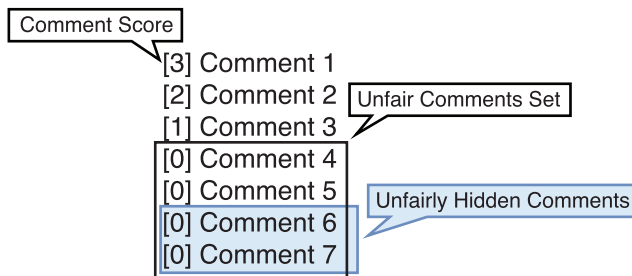 Comment Score
[3] Comment 1
[2] Comment 2
Unfair Comments Set
[1] Comment 3
[0] Comment 4
[0] Comment 5
Unfairly Hidden Comments
[0] Comment 6
[0] Comment 7